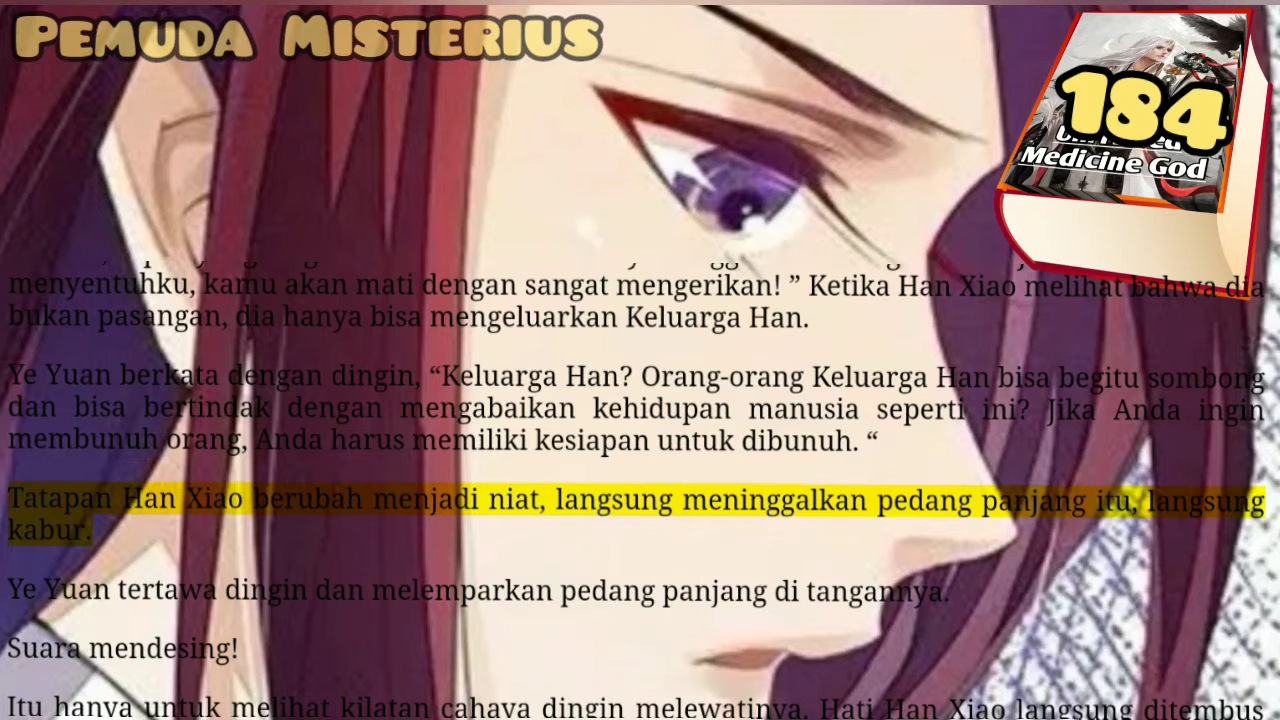 PEMUDA MISTERIUS
184
Medicine God
menyentuhku, kamu akan mati dengan sangat mengerikan! ” Ketika Han Xiao melihat bahwa dia
bukan pasangan, dia hanya bisa mengeluarkan Keluarga Han.
Ye Yuan berkata dengan dingin, “Keluarga Han? Orang-orang Keluarga Han bisa begitu sombong
dan bisa bertindak dengan mengabaikan kehidupan manusia seperti ini? Jika Anda ingin
membunuh orang, Anda harus memiliki kesiapan untuk dibunuh. “
Tatapan Han Xiao berubah menjadi niat, langsung meninggalkan pedang panjang itu, langsung
kabur.
Ye Yuan tertawa dingin dan melemparkan pedang panjang di tangannya.
Suara mendesing!
Itu hanya untuk melihat kilatan cahaya dingin melewatinya. Hati Han Xiao langsung ditembus